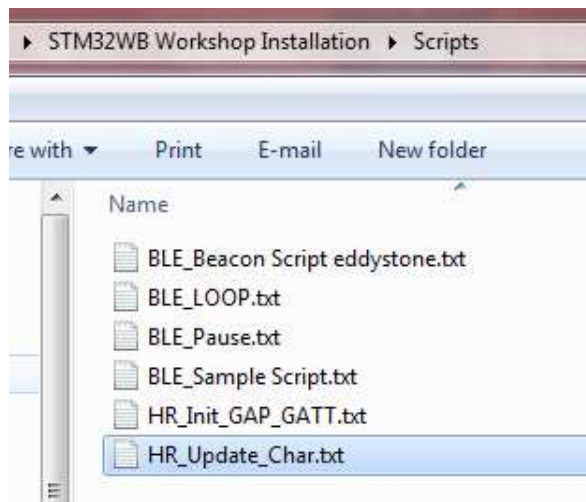 STM32WB Workshop Installation ▸ Scripts
re with Print E-mail New folder
Name
BLE_Beacon Script eddystone.txt
BLE_LOOP.txt
BLE_Pause.txt
BLE_Sample Script.txt
HR_Init_GAP_GATT.txt
HR_Update_Char.txt